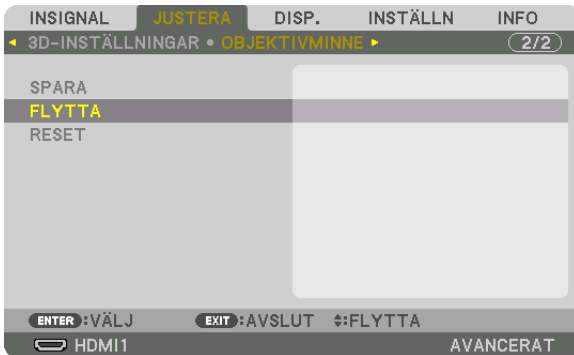 INSIGNAL JUSTERA DISP. INSTÄLLN INFO
3D-INSTÄLLNINGAR • OBJEKTIVMINNE 2/2
SPARA
FLYTTA
RESET
ENTER:VÄLJ EXIT:AVSLUT :FLYTTA
HDMI1 AVANCERAT